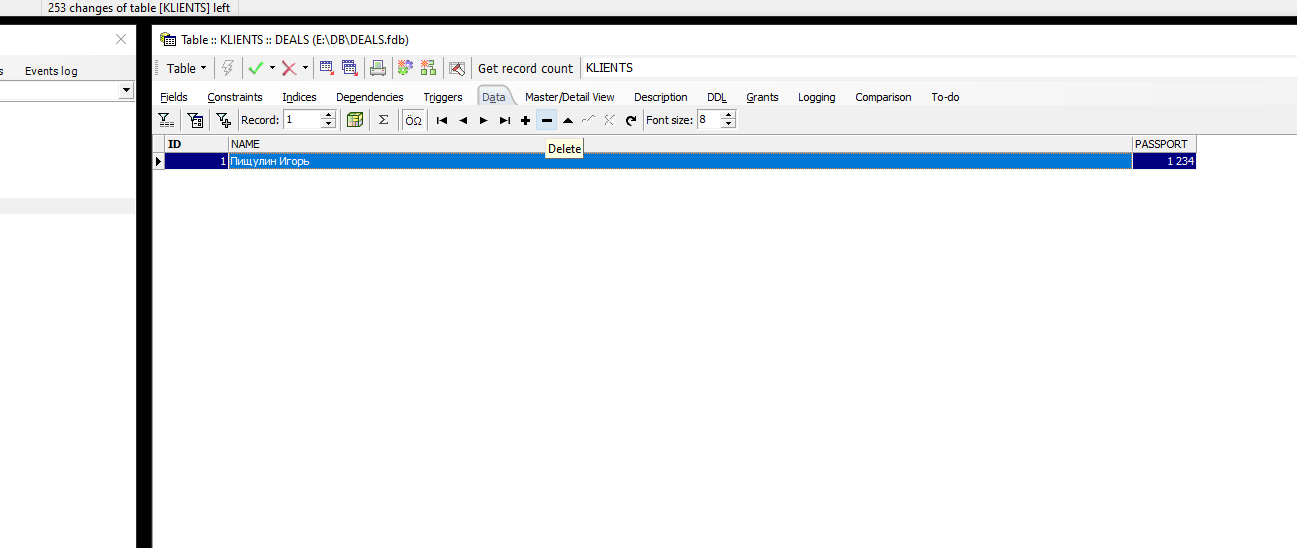 253 changes of table [KLIENTS] left
Table :: KLIENTS :: DEALS (E:\DB\DEALS.fdb)
s Events log
Table Get record count KLIENTS
Fields Constraints Indices Dependencies Triggers Data Master/Detail View Description DDL Grants Logging Comparison To-do
Record: 1 Σ ÖΩ Font size: 8
ID NAME PASSPORT
Delete
1 Пищулин Игорь 1 234